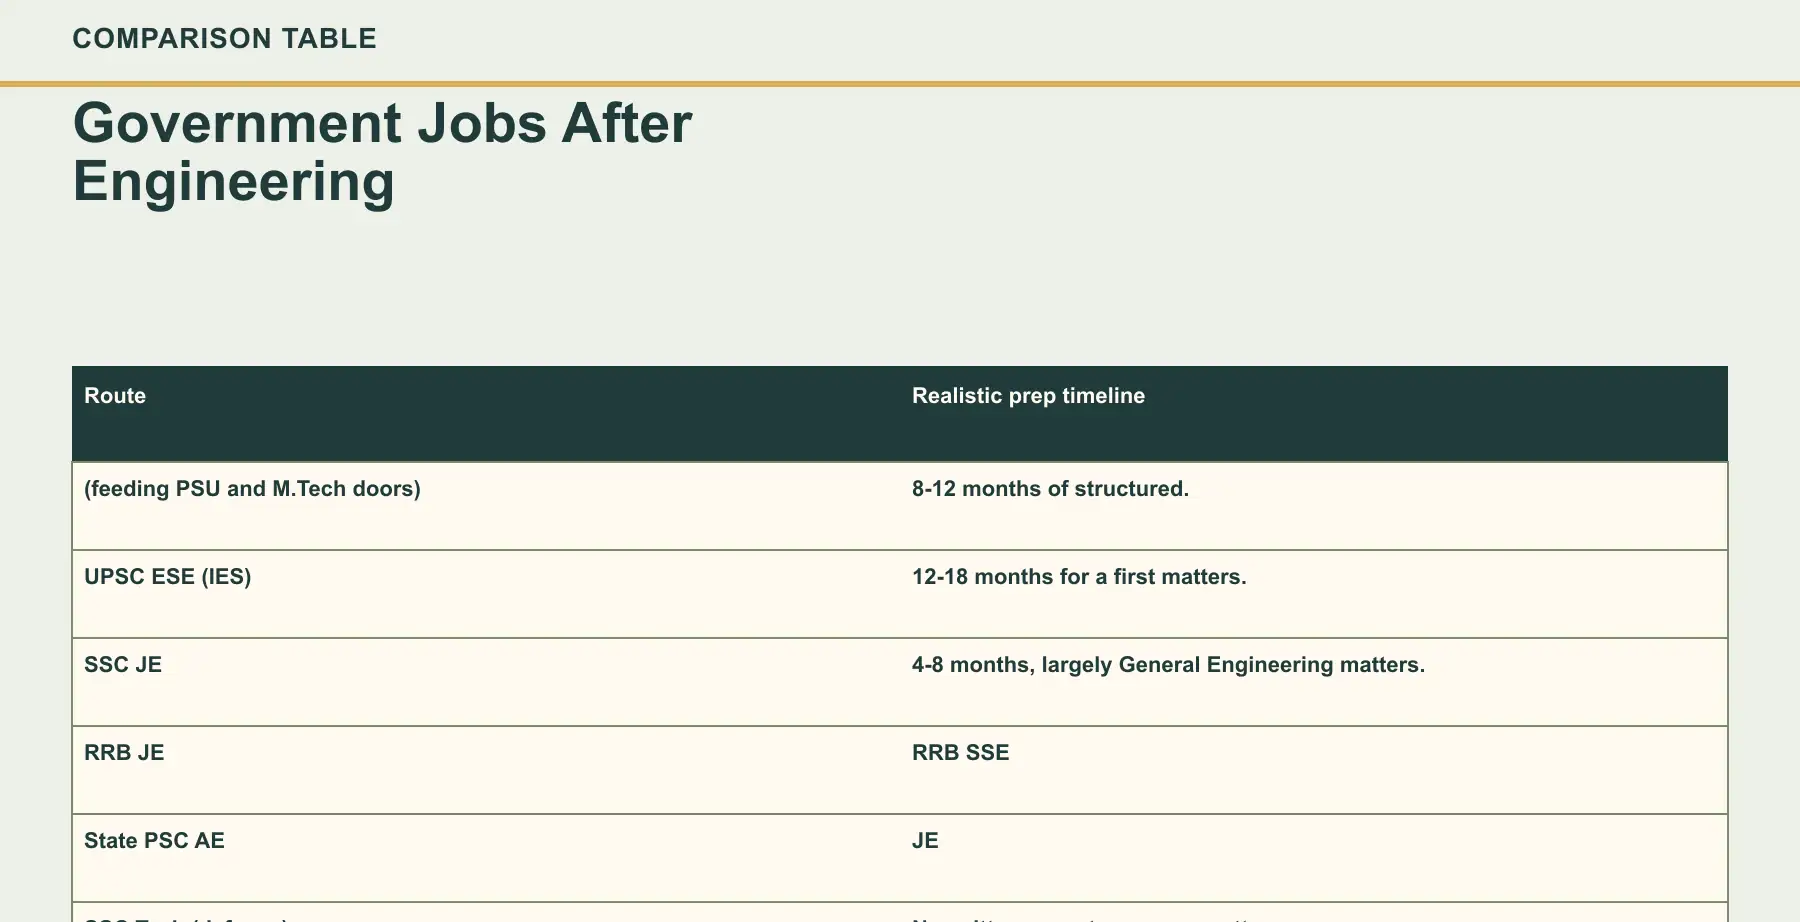 COMPARISON TABLE
Government Jobs After
Engineering
Route Realistic prep timeline
(feeding PSU and M.Tech doors) 8-12 months of structured.
UPSC ESE (IES) 12-18 months for a first matters.
SSC JE 4-8 months, largely General Engineering matters.
RRB JE RRB SSE
State PSC AE JE